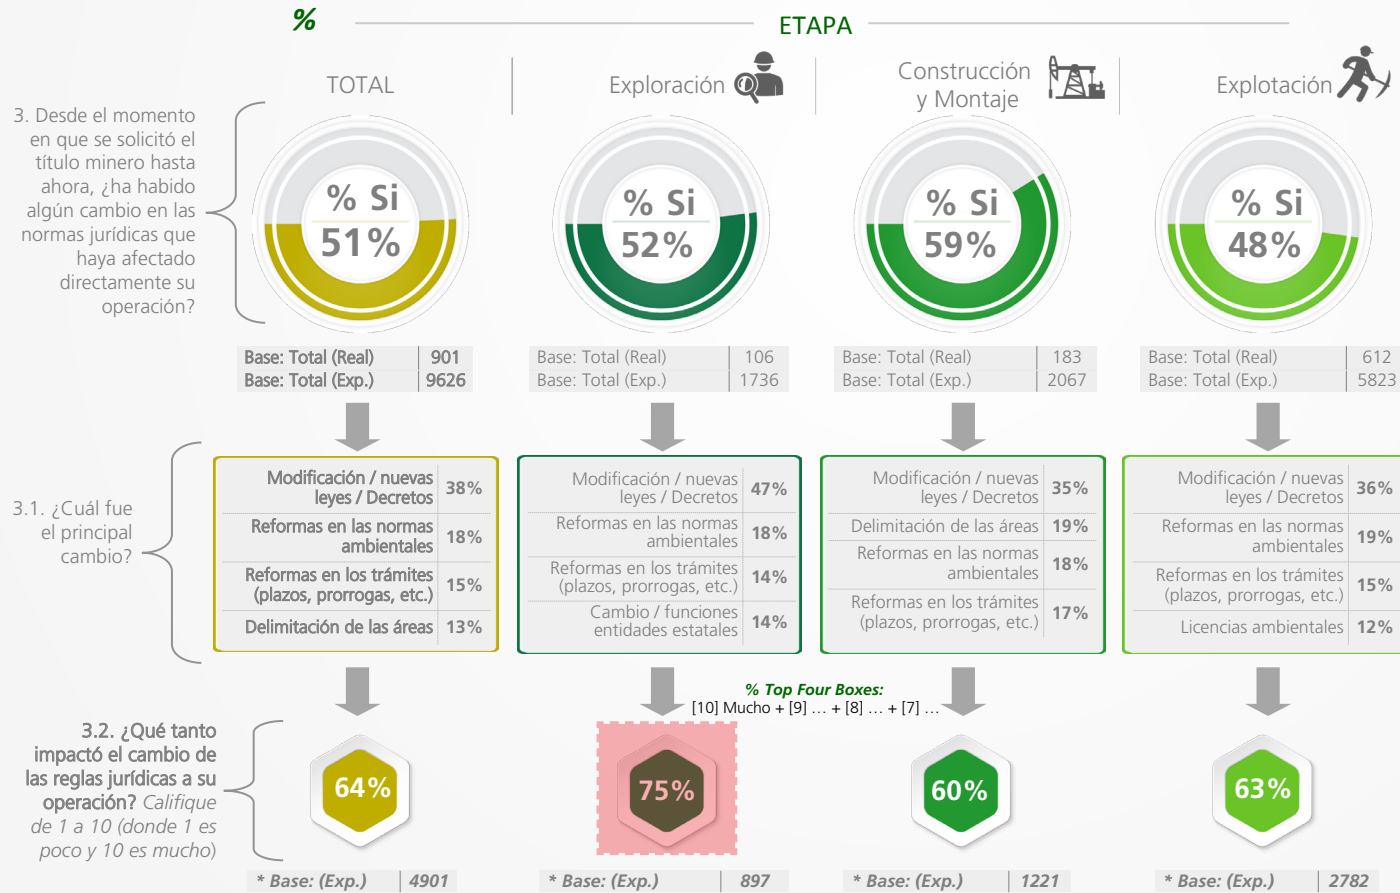 %
ETAPA
TOTAL
Exploración
Construcción
y Montaje
Explotación
3. Desde el momento
en que se solicitó el
título minero hasta
ahora, ¿ha habido
algún cambio en las
normas jurídicas que
haya afectado
directamente su
operación?
% Si
51%
% Si
52%
% Si
59%
% Si
48%
Base: Total (Real) 901
Base: Total (Exp.) 9626
Base: Total (Real) 106
Base: Total (Exp.) 1736
Base: Total (Real) 183
Base: Total (Exp.) 2067
Base: Total (Real) 612
Base: Total (Exp.) 5823
3.1. ¿Cuál fue
el principal
cambio?
Modificación / nuevas
leyes / Decretos 38%
Reformas en las normas
ambientales 18%
Reformas en los trámites
(plazos, prorrogas, etc.) 15%
Delimitación de las áreas 13%
Modificación / nuevas
leyes / Decretos 47%
Reformas en las normas
ambientales 18%
Reformas en los trámites
(plazos, prorrogas, etc.) 14%
Cambio / funciones
entidades estatales 14%
Modificación / nuevas
leyes / Decretos 35%
Delimitación de las áreas 19%
Reformas en las normas
ambientales 18%
Reformas en los trámites
(plazos, prorrogas, etc.) 17%
Modificación / nuevas
leyes / Decretos 36%
Reformas en las normas
ambientales 19%
Reformas en los trámites
(plazos, prorrogas, etc.) 15%
Licencias ambientales 12%
% Top Four Boxes:
[10] Mucho + [9] … + [8] … + [7] …
3.2. ¿Qué tanto
impactó el cambio de
las reglas jurídicas a su
operación? Califique
de 1 a 10 (donde 1 es
poco y 10 es mucho)
64%
75%
60%
63%
* Base: (Exp.) 4901
* Base: (Exp.) 897
* Base: (Exp.) 1221
* Base: (Exp.) 2782